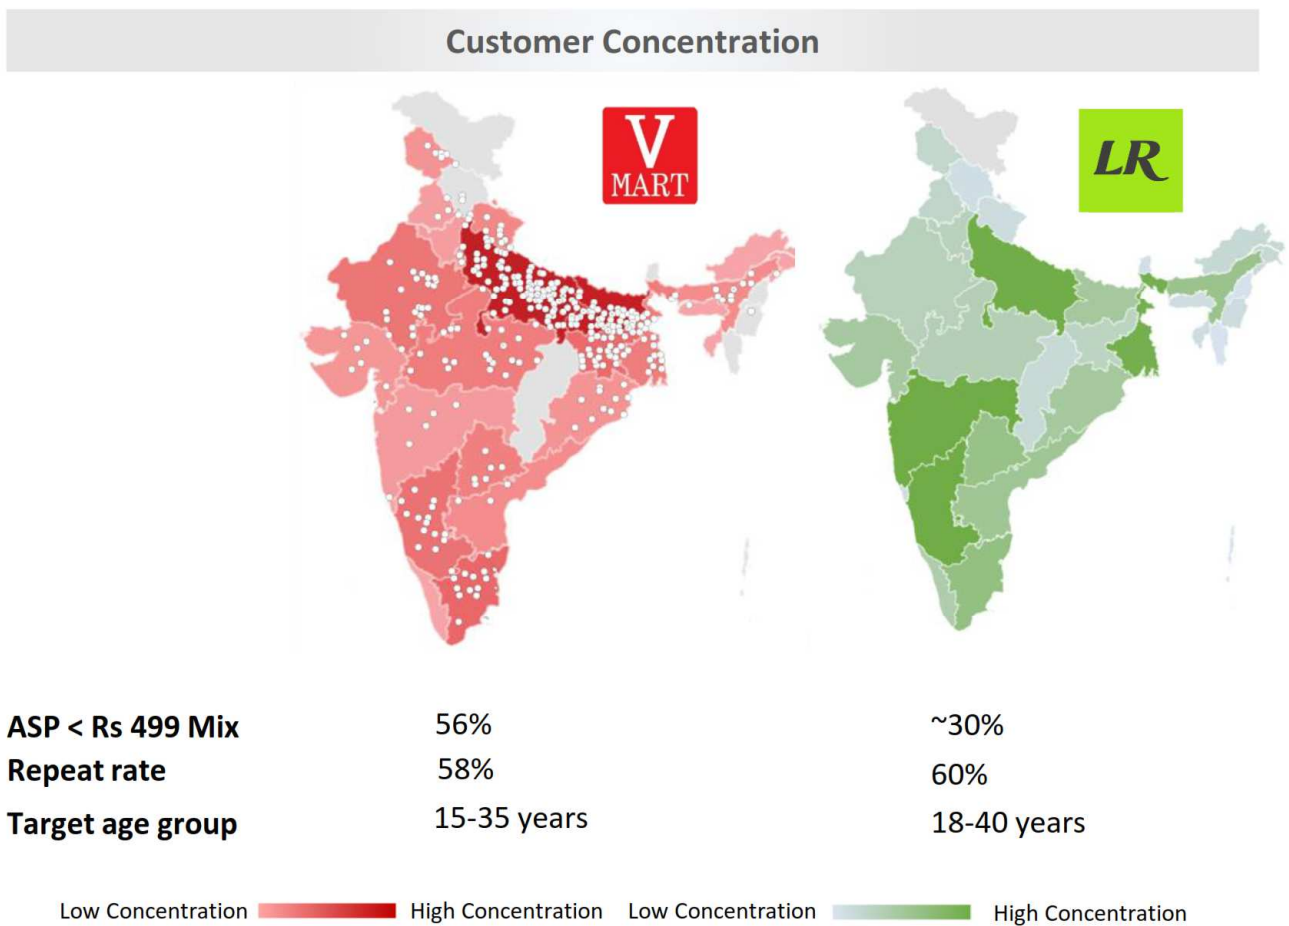 Customer Concentration
V
MART
LR
ASP < Rs 499 Mix 56% ~30%
Repeat rate 58% 60%
Target age group 15-35 years 18-40 years
Low Concentration High Concentration Low Concentration High Concentration